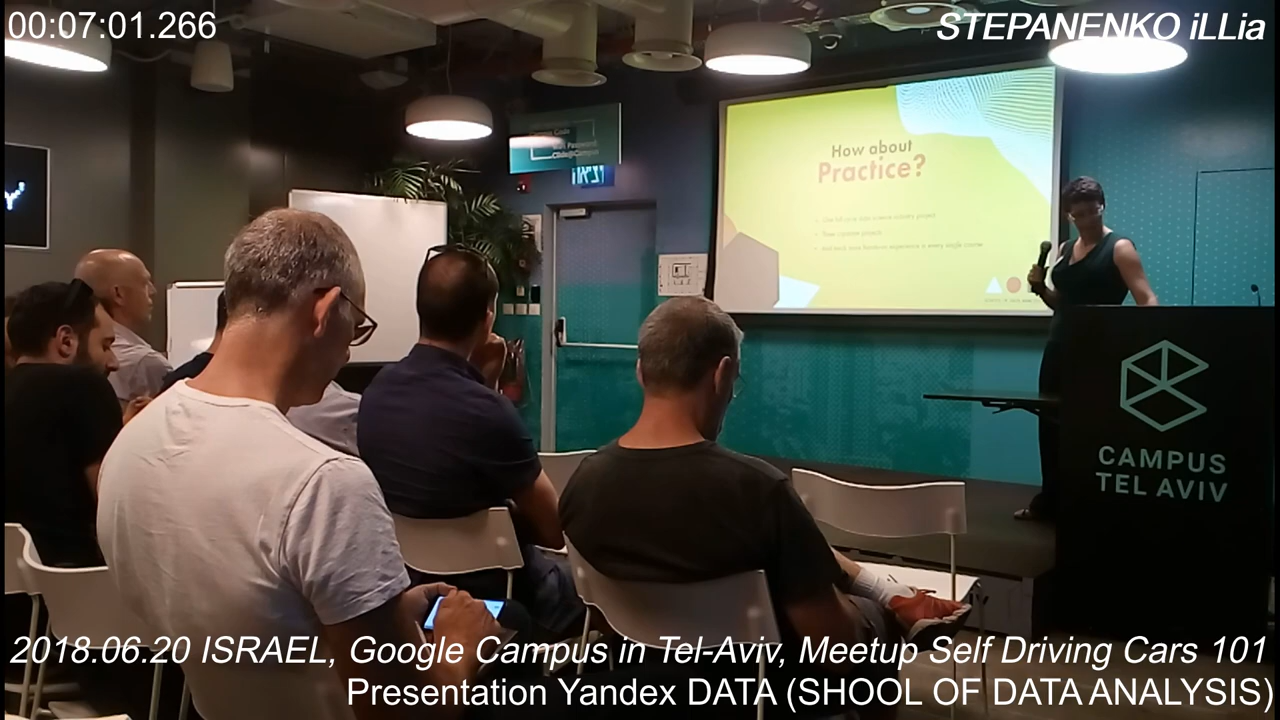 00:07:01.266
STEPANENKO iLLia
How about
Practice?
CAMPUS
TEL AVIV
2018.06.20 ISRAEL, Google Campus in Tel-Aviv, Meetup Self Driving Cars 101
Presentation Yandex DATA (SHOOL OF DATA ANALYSIS)